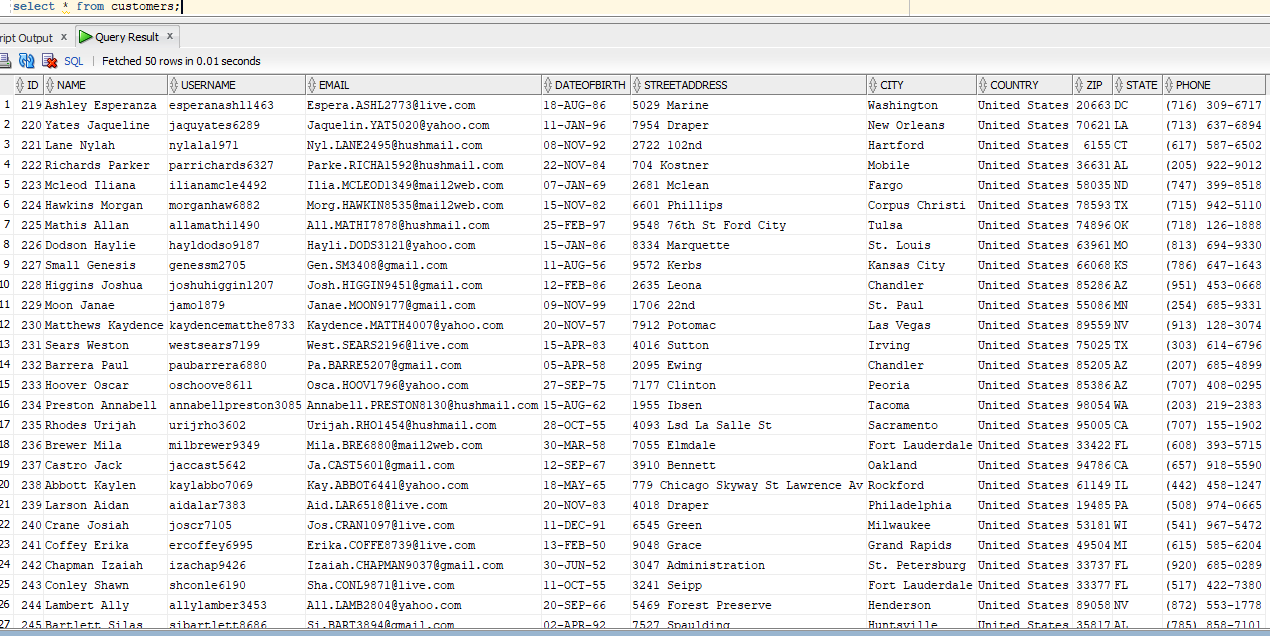 select * from customers;
ript Output x Query Result x
SQL | Fetched 50 rows in 0.01 seconds
ID NAME USERNAME EMAIL DATEOFBIRTH STREETADDRESS CITY COUNTRY ZIP STATE PHONE
1 219 Ashley Esperanza esperanashl1463 Espera.ASHL2773@live.com 18-AUG-86 5029 Marine Washington United States 20663 DC (716) 309-6717
2 220 Yates Jaqueline jaquyates6289 Jaquelin.YAT5020@yahoo.com 11-JAN-96 7954 Draper New Orleans United States 70621 LA (713) 637-6894
3 221 Lane Nylah nylala1971 Nyl.LANE2495@hushmail.com 08-NOV-92 2722 102nd Hartford United States 6155 CT (617) 587-6502
4 222 Richards Parker parrichards6327 Parke.RICHA1592@hushmail.com 22-NOV-84 704 Kostner Mobile United States 36631 AL (205) 922-9012
5 223 Mcleod Iliana ilianamcle4492 Ilia.MCLEOD1349@mail2web.com 07-JAN-69 2681 Mclean Fargo United States 58035 ND (747) 399-8518
6 224 Hawkins Morgan morganhaw6882 Morg.HAWKIN8535@mail2web.com 15-NOV-82 6601 Phillips Corpus Christi United States 78593 TX (715) 942-5110
7 225 Mathis Allan allamathi1490 All.MATHI7878@hushmail.com 25-FEB-97 9548 76th St Ford City Tulsa United States 74896 OK (718) 126-1888
8 226 Dodson Haylie hayldodso9187 Hayli.DODS3121@yahoo.com 15-JAN-86 8334 Marquette St. Louis United States 63961 MO (813) 694-9330
9 227 Small Genesis genessm2705 Gen.SM3408@gmail.com 11-AUG-56 9572 Kerbs Kansas City United States 66068 KS (786) 647-1643
10 228 Higgins Joshua joshuhiggin1207 Josh.HIGGIN9451@gmail.com 12-FEB-86 2635 Leona Chandler United States 85286 AZ (951) 453-0668
11 229 Moon Janae jamo1879 Janae.MOON9177@gmail.com 09-NOV-99 1706 22nd St. Paul United States 55086 MN (254) 685-9331
12 230 Matthews Kaydence kaydencematthe8733 Kaydence.MATTH4007@yahoo.com 20-NOV-57 7912 Potomac Las Vegas United States 89559 NV (913) 128-3074
13 231 Sears Weston westsears7199 West.SEARS2196@live.com 15-APR-83 4016 Sutton Irving United States 75025 TX (303) 614-6796
14 232 Barrera Paul paubarrera6880 Pa.BARRE5207@gmail.com 05-APR-58 2095 Ewing Chandler United States 85205 AZ (207) 685-4899
15 233 Hoover Oscar oschoove8611 Osca.HOOV1796@yahoo.com 27-SEP-75 7177 Clinton Peoria United States 85386 AZ (707) 408-0295
16 234 Preston Annabell annabellpreston3085 Annabell.PRESTON8130@hushmail.com 15-AUG-62 1955 Ibsen Tacoma United States 98054 WA (203) 219-2383
17 235 Rhodes Urijah urijrho3602 Urijah.RHO1454@hushmail.com 28-OCT-55 4093 Lsd La Salle St Sacramento United States 95005 CA (707) 155-1902
18 236 Brewer Mila milbrewer9349 Mila.BRE6880@mail2web.com 30-MAR-58 7055 Elmdale Fort Lauderdale United States 33422 FL (608) 393-5715
19 237 Castro Jack jaccast5642 Ja.CAST5601@gmail.com 12-SEP-67 3910 Bennett Oakland United States 94786 CA (657) 918-5590
20 238 Abbott Kaylen kaylabbo7069 Kay.ABBOT6441@yahoo.com 18-MAY-65 779 Chicago Skyway St Lawrence Av Rockford United States 61149 IL (442) 458-1247
21 239 Larson Aidan aidalar7383 Aid.LAR6518@live.com 20-NOV-83 4018 Draper Philadelphia United States 19485 PA (508) 974-0665
22 240 Crane Josiah joscr7105 Jos.CRAN1097@live.com 11-DEC-91 6545 Green Milwaukee United States 53181 WI (541) 967-5472
23 241 Coffey Erika ercoffey6995 Erika.COFFE8739@live.com 13-FEB-50 9048 Grace Grand Rapids United States 49504 MI (615) 585-6204
24 242 Chapman Izaiah izachap9426 Izaiah.CHAPMAN9037@gmail.com 30-JUN-52 3047 Administration St. Petersburg United States 33737 FL (920) 685-0289
25 243 Conley Shawn shconle6190 Sha.CONL9871@live.com 11-OCT-55 3241 Seipp Fort Lauderdale United States 33377 FL (517) 422-7380
26 244 Lambert Ally allylamber3453 All.LAMB2804@yahoo.com 20-SEP-66 5469 Forest Preserve Henderson United States 89058 NV (872) 553-1778
27 245 Bartlett Silas sibartlett8686 Si.BART3894@gmail.com 02-APR-92 7527 Spaulding Huntsville United States 35817 AL (785) 858-7101